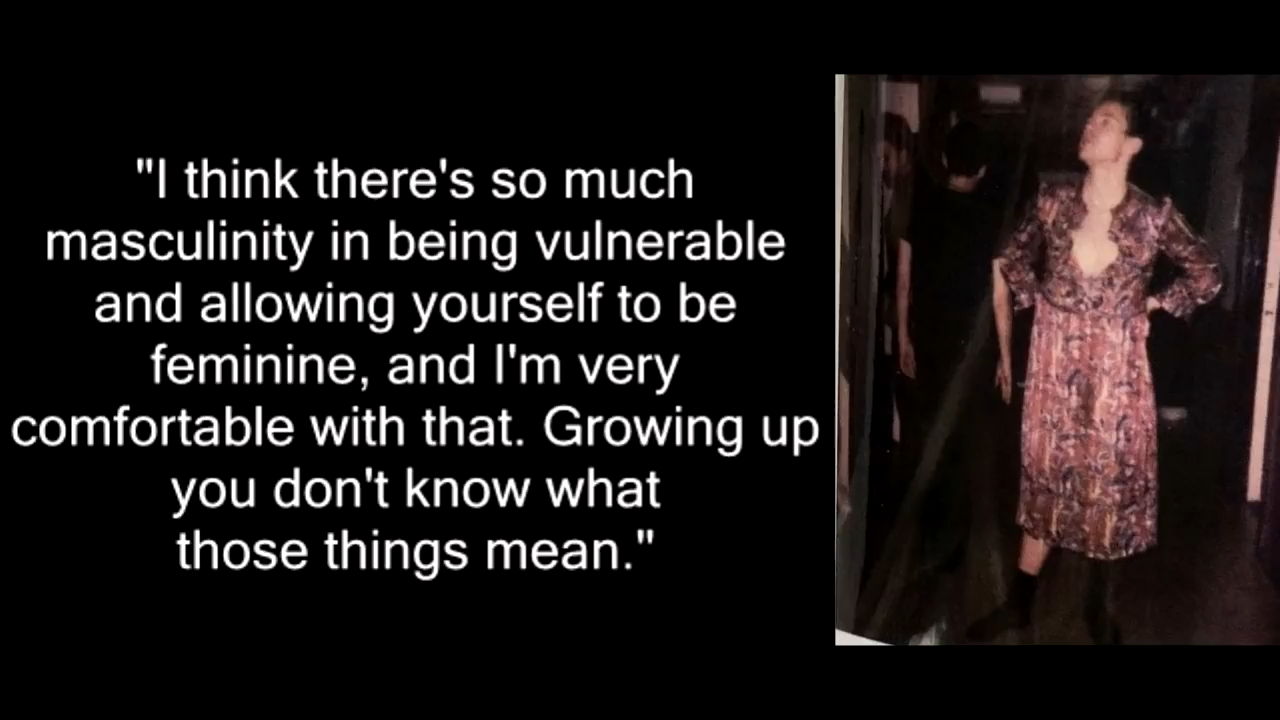 "I think there's so much
masculinity in being vulnerable
and allowing yourself to be
feminine, and I'm very
comfortable with that. Growing up
you don't know what
those things mean."